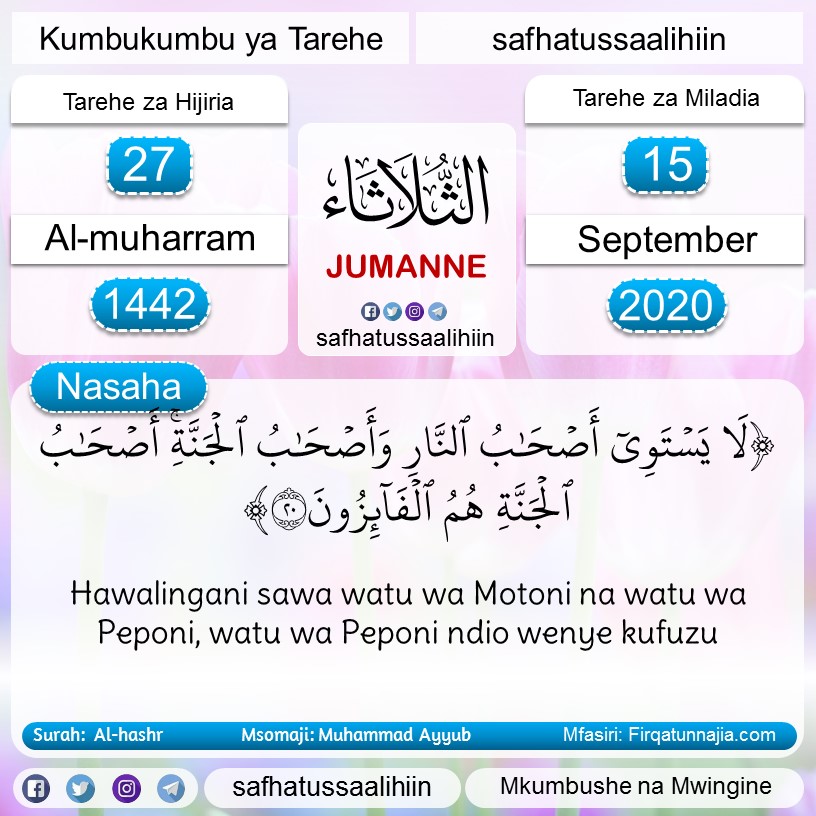 Kumbukumbu ya Tarehe
safhatussaalihiin
Tarehe za Hijiria
27
Al-muharram
1442
الثُّلَاثَاء
JUMANNE
safhatussaalihiin
Tarehe za Miladia
15
September
2020
Nasaha
﴿لَا يَسۡتَوِيٓ أَصۡحَٰبُ ٱلنَّارِ وَأَصۡحَٰبُ ٱلۡجَنَّةِۚ أَصۡحَٰبُ
ٱلۡجَنَّةِ هُمُ ٱلۡفَآئِزُونَ٢٠﴾
Hawalingani sawa watu wa Motoni na watu wa
Peponi, watu wa Peponi ndio wenye kufuzu
Surah: Al-hashr
Msomaji: Muhammad Ayyub
Mfasiri: Firqatunnajia.com
safhatussaalihiin
Mkumbushe na Mwingine